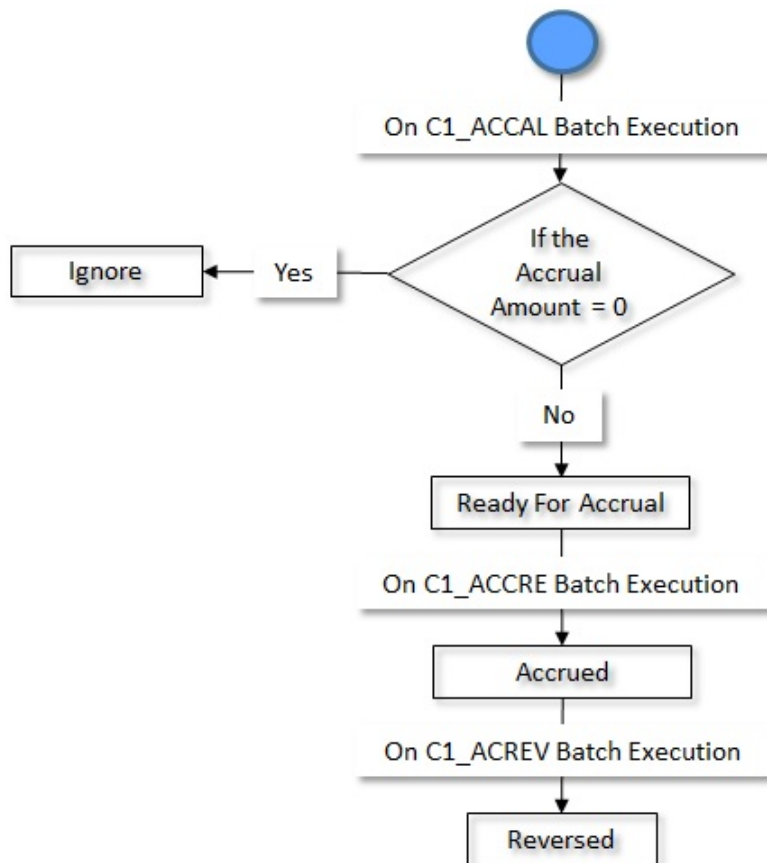 On C1_ACCAL Batch Execution
If the
Accrual
Amount = 0
Yes
Ignore
No
Ready For Accrual
On C1_ACCRE Batch Execution
Accrued
On C1_ACREV Batch Execution
Reversed